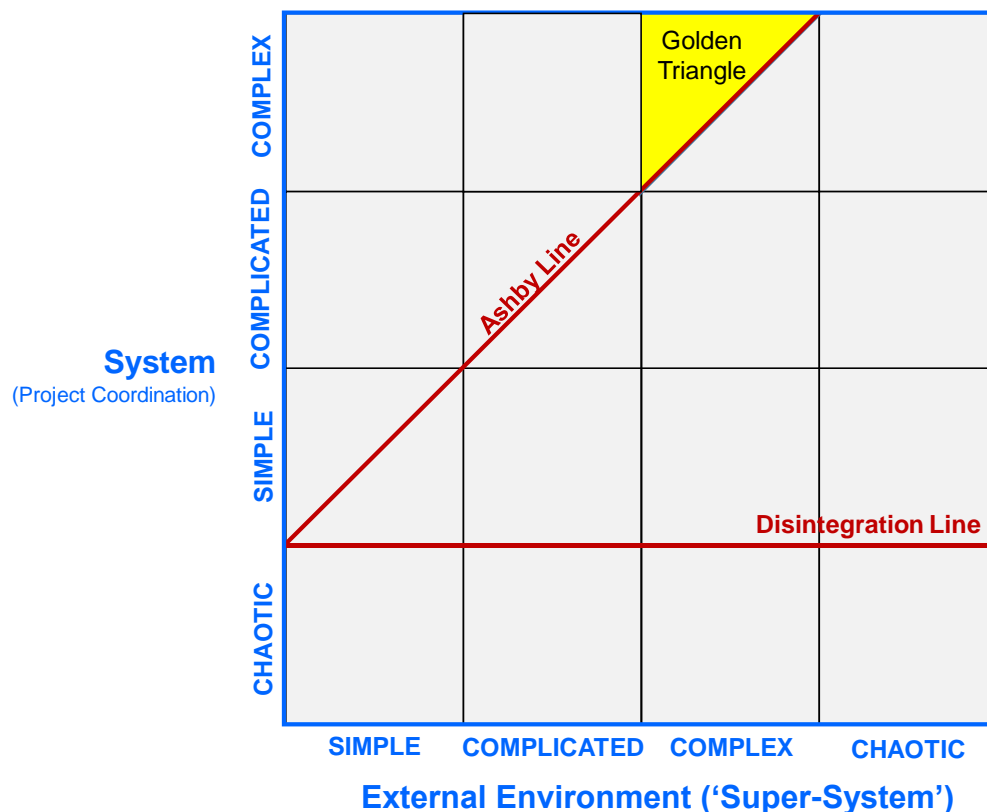 Golden
Triangle
COMPLEX
COMPLICATED
Ashby Line
System
(Project Coordination)
SIMPLE
Disintegration Line
CHAOTIC
SIMPLE
COMPLICATED
COMPLEX
CHAOTIC
External Environment (‘Super-System’)